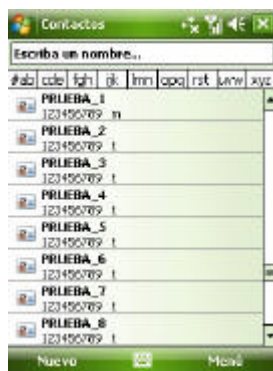 Contactos
Escriba un nombre...
#ab cde fgh ijk lmn opq rst uvw xyz
PRUEBA_1
123456789 m
PRUEBA_2
123456789 t
PRUEBA_3
123456789 t
PRUEBA_4
123456789 t
PRUEBA_5
123456789 t
PRUEBA_6
123456789 t
PRUEBA_7
123456789 t
PRUEBA_8
123456789 t
Nuevo Menú